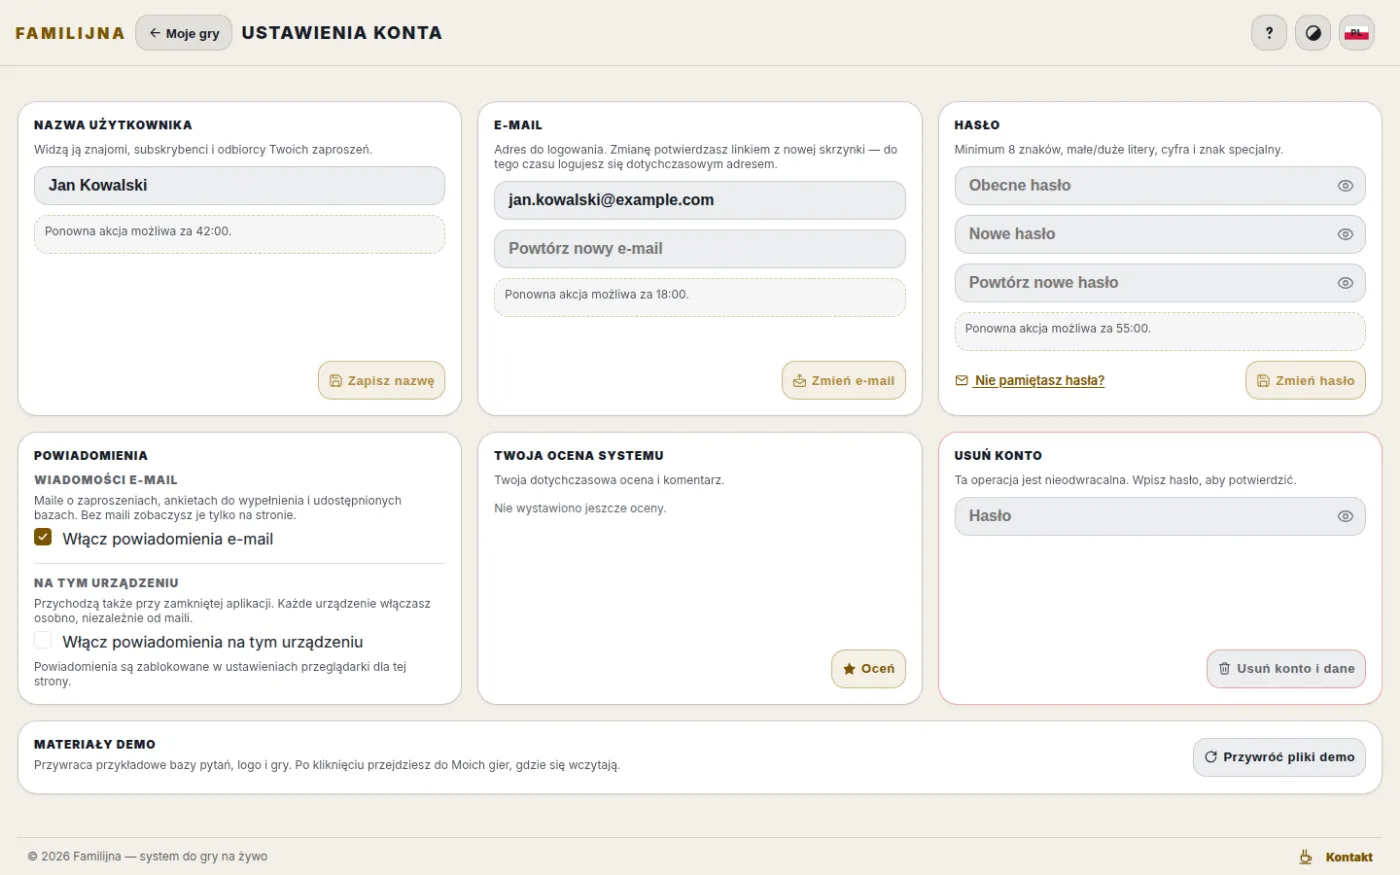 FAMILIJNA
Moje gry
USTAWIENIA KONTA
?
PL
NAZWA UŻYTKOWNIKA
Widzą ją znajomi, subskrybenci i odbiorcy Twoich zaproszeń.
Jan Kowalski
Ponowna akcja możliwa za 42:00.
Zapisz nazwę
E-MAIL
Adres do logowania. Zmianę potwierdzasz linkiem z nowej skrzynki — do
tego czasu logujesz się dotychczasowym adresem.
jan.kowalski@example.com
Powtórz nowy e-mail
Ponowna akcja możliwa za 18:00.
Zmień e-mail
HASŁO
Minimum 8 znaków, małe/duże litery, cyfra i znak specjalny.
Obecne hasło
Nowe hasło
Powtórz nowe hasło
Ponowna akcja możliwa za 55:00.
Nie pamiętasz hasła?
Zmień hasło
POWIADOMIENIA
WIADOMOŚCI E-MAIL
Maile o zaproszeniach, ankietach do wypełnienia i udostępnionych
bazach. Bez maili zobaczysz je tylko na stronie.
Włącz powiadomienia e-mail
NA TYM URZĄDZENIU
Przychodzą także przy zamkniętej aplikacji. Każde urządzenie włączasz
osobno, niezależnie od maili.
Włącz powiadomienia na tym urządzeniu
Powiadomienia są zablokowane w ustawieniach przeglądarki dla tej
strony.
TWOJA OCENA SYSTEMU
Twoja dotychczasowa ocena i komentarz.
Nie wystawiono jeszcze oceny.
Oceń
USUŃ KONTO
Ta operacja jest nieodwracalna. Wpisz hasło, aby potwierdzić.
Hasło
Usuń konto i dane
MATERIAŁY DEMO
Przywraca przykładowe bazy pytań, logo i gry. Po kliknięciu przejdziesz do Moich gier, gdzie się wczytają.
Przywróć pliki demo
© 2026 Familijna — system do gry na żywo
Kontakt